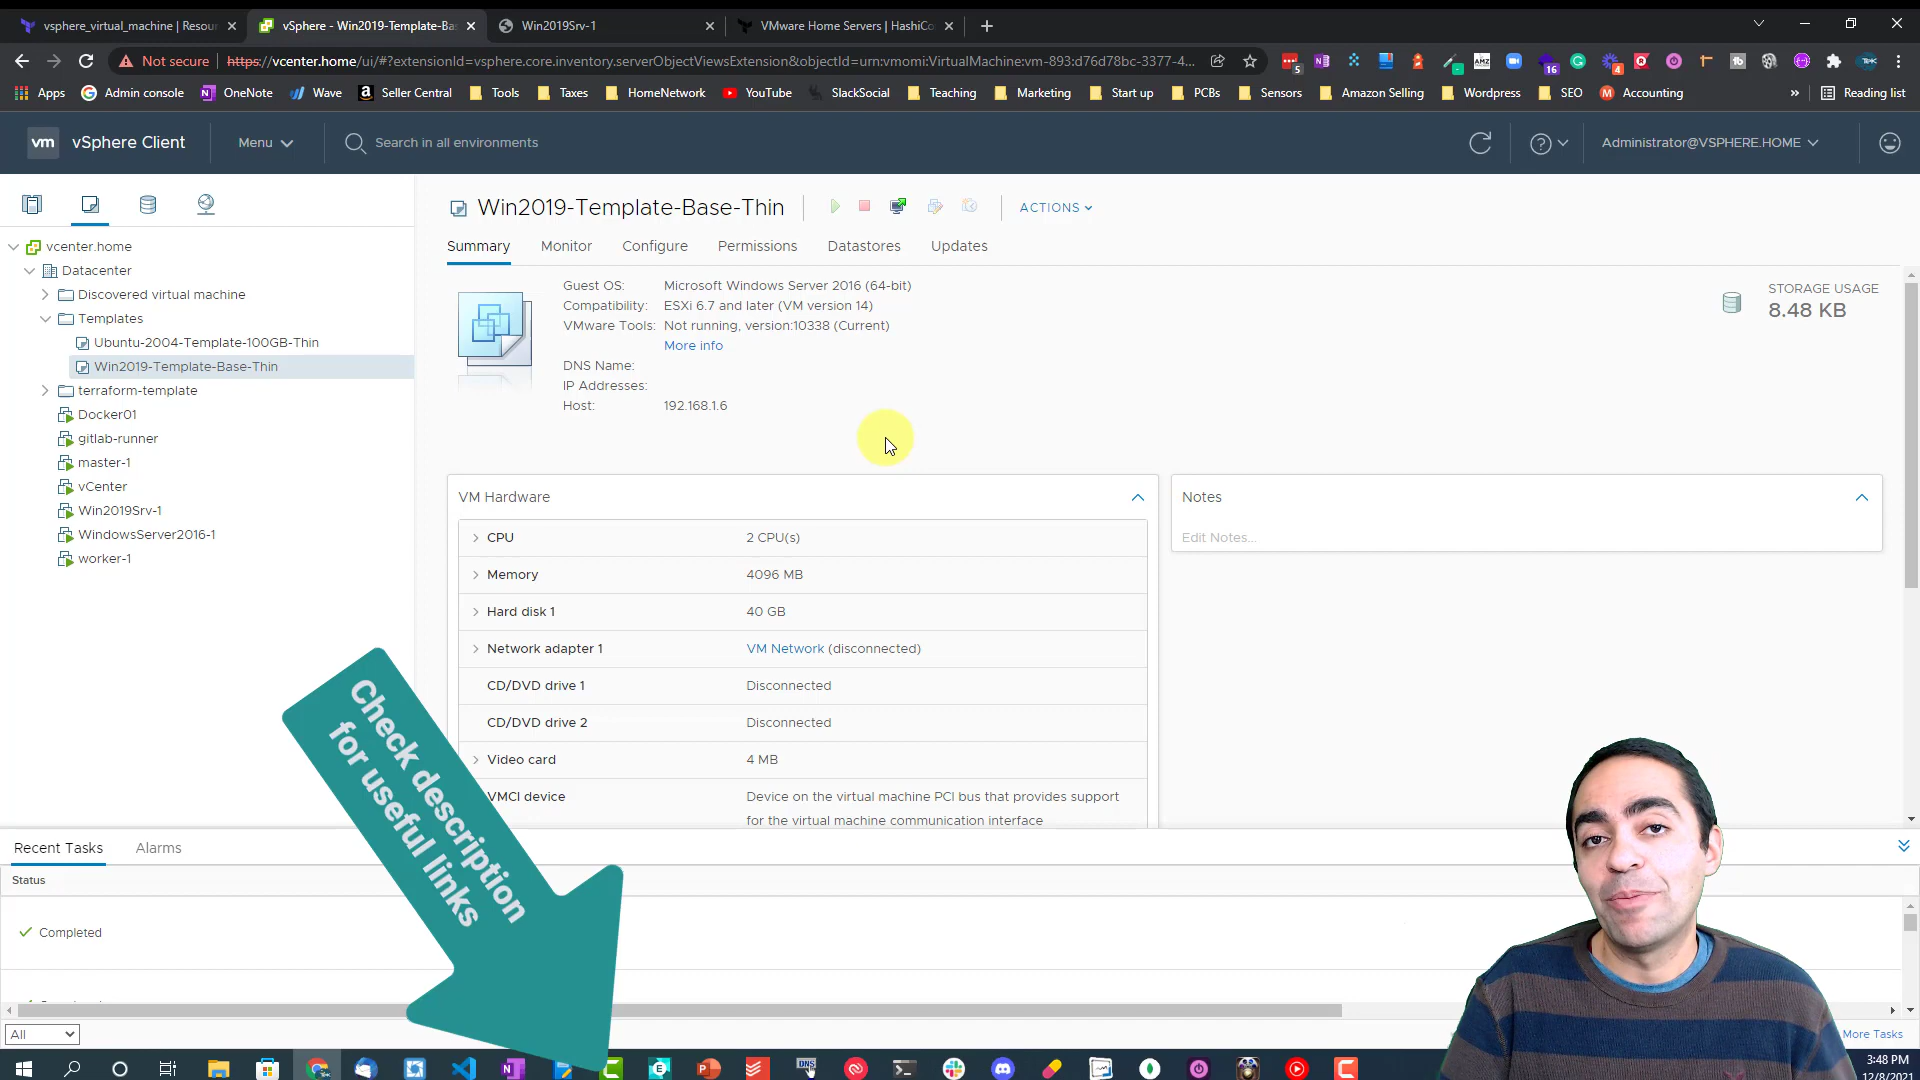 vsphere_virtual_machine | Resour
vSphere - Win2019-Template-Bas
Win2019Srv-1
VMware Home Servers | HashiCo
Not secure
https://vcenter.home/ui/#?extensionId=vsphere.core.inventory.serverObjectViewsExtension&objectId=urn:vmomi:VirtualMachine:vm-893:d76d78bc-3377-4...
Apps
Admin console
OneNote
Wave
Seller Central
Tools
Taxes
HomeNetwork
YouTube
SlackSocial
Teaching
Marketing
Start up
PCBs
Sensors
Amazon Selling
Wordpress
SEO
Accounting
»
Reading list
vm
vSphere Client
Menu
Search in all environments
Administrator@VSPHERE.HOME
vcenter.home
Datacenter
Discovered virtual machine
Templates
Ubuntu-2004-Template-100GB-Thin
Win2019-Template-Base-Thin
terraform-template
Docker01
gitlab-runner
master-1
vCenter
Win2019Srv-1
WindowsServer2016-1
worker-1
Win2019-Template-Base-Thin
ACTIONS
Summary
Monitor
Configure
Permissions
Datastores
Updates
Guest OS: Microsoft Windows Server 2016 (64-bit)
Compatibility: ESXi 6.7 and later (VM version 14)
VMware Tools: Not running, version:10338 (Current)
More info
DNS Name:
IP Addresses:
Host: 192.168.1.6
STORAGE USAGE
8.48 KB
VM Hardware
CPU 2 CPU(s)
Memory 4096 MB
Hard disk 1 40 GB
Network adapter 1 VM Network (disconnected)
CD/DVD drive 1 Disconnected
CD/DVD drive 2 Disconnected
Video card 4 MB
VMCI device Device on the virtual machine PCI bus that provides support
for the virtual machine communication interface
Notes
Edit Notes...
Check description
for useful links
Recent Tasks
Alarms
Status
Completed
All
More Tasks
3:48 PM
12/8/2021